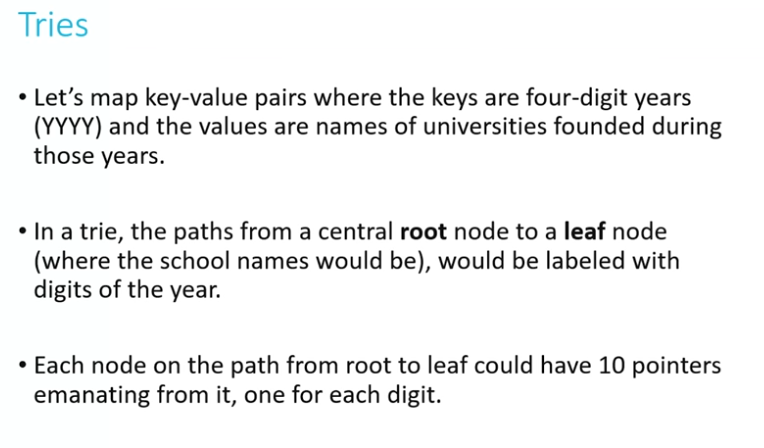 Tries
• Let's map key-value pairs where the keys are four-digit years
(YYYY) and the values are names of universities founded during
those years.
• In a trie, the paths from a central root node to a leaf node
(where the school names would be), would be labeled with
digits of the year.
• Each node on the path from root to leaf could have 10 pointers
emanating from it, one for each digit.